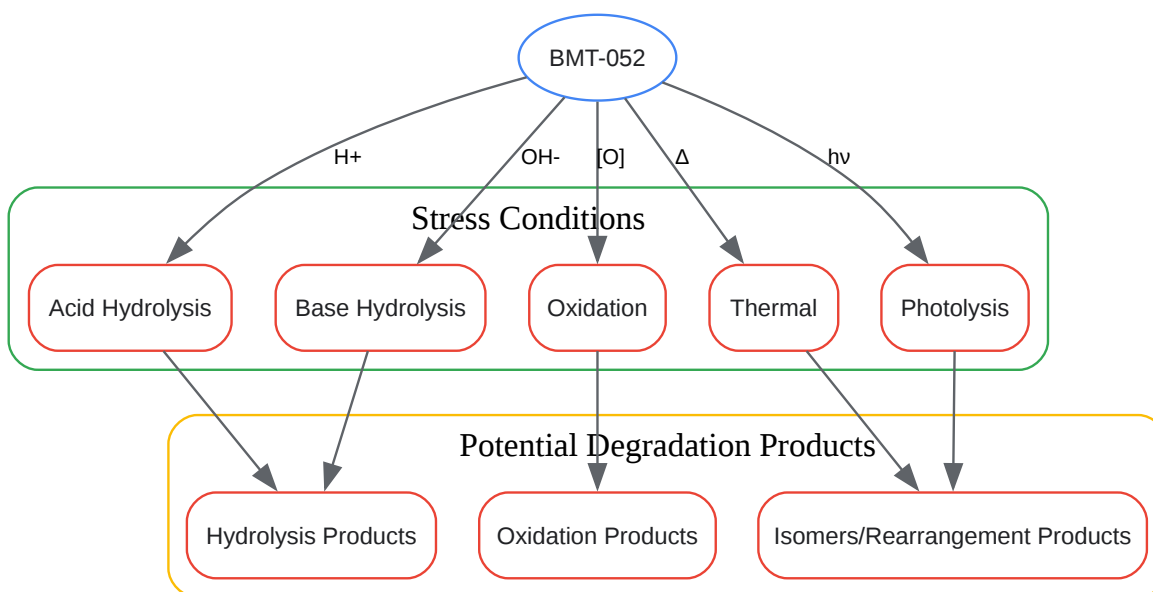 BMT-052
H+
OH-
[O]
Δ
hν
Stress Conditions
Acid Hydrolysis
Base Hydrolysis
Oxidation
Thermal
Photolysis
Potential Degradation Products
Hydrolysis Products
Oxidation Products
Isomers/Rearrangement Products